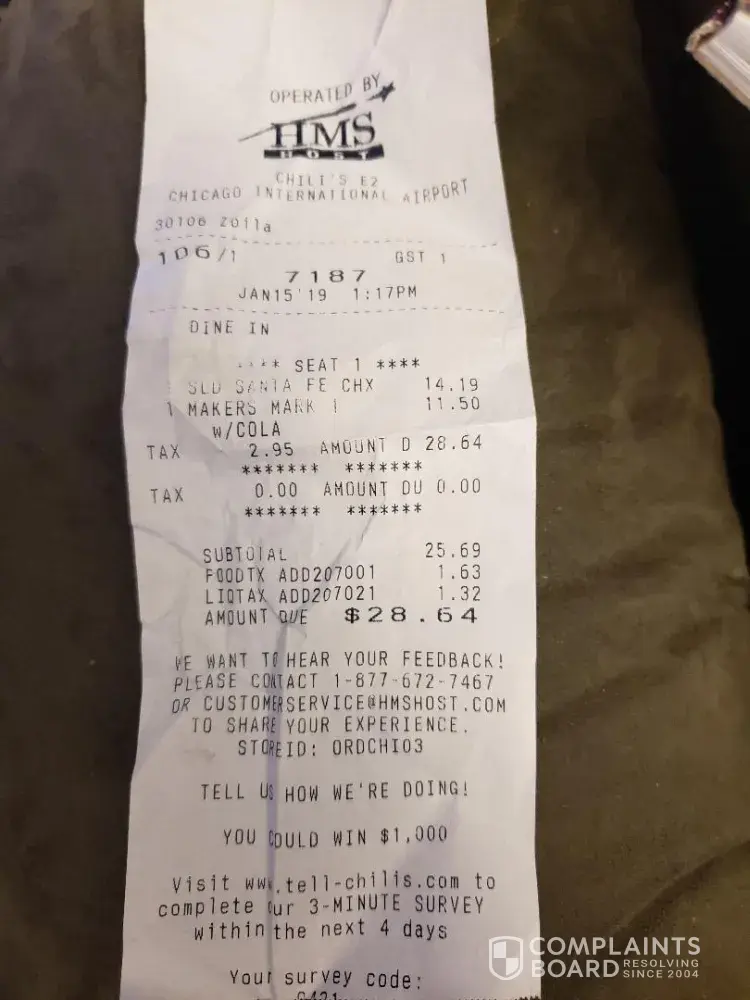 OPERATED BY
HMS
HOST
CHILI'S E2
CHICAGO INTERNATIONAL AIRPORT
30106 Zolla
106/1 GST 1
7187
JAN15'19 1:17PM
DINE IN
**** SEAT 1 ****
SLD SANTA FE CHX 14.19
1 MAKERS MARK 1 11.50
W/COLA
TAX 2.95 AMOUNT D 28.64
******* *******
TAX 0.00 AMOUNT DU 0.00
******* *******
SUBTOTAL 25.69
FOODTX ADD207001 1.63
LIQTAX ADD207021 1.32
AMOUNT DUE $28.64
WE WANT TO HEAR YOUR FEEDBACK!
PLEASE CONTACT 1-877-672-7467
OR CUSTOMERSERVICE@HMSHOST.COM
TO SHARE YOUR EXPERIENCE.
STOREID: ORDCHI03
TELL US HOW WE'RE DOING!
YOU COULD WIN $1,000
Visit www.tell-chilis.com to
complete our 3-MINUTE SURVEY
within the next 4 days
Your survey code:
COMPLAINTS
BOARD RESOLVING
SINCE 2004